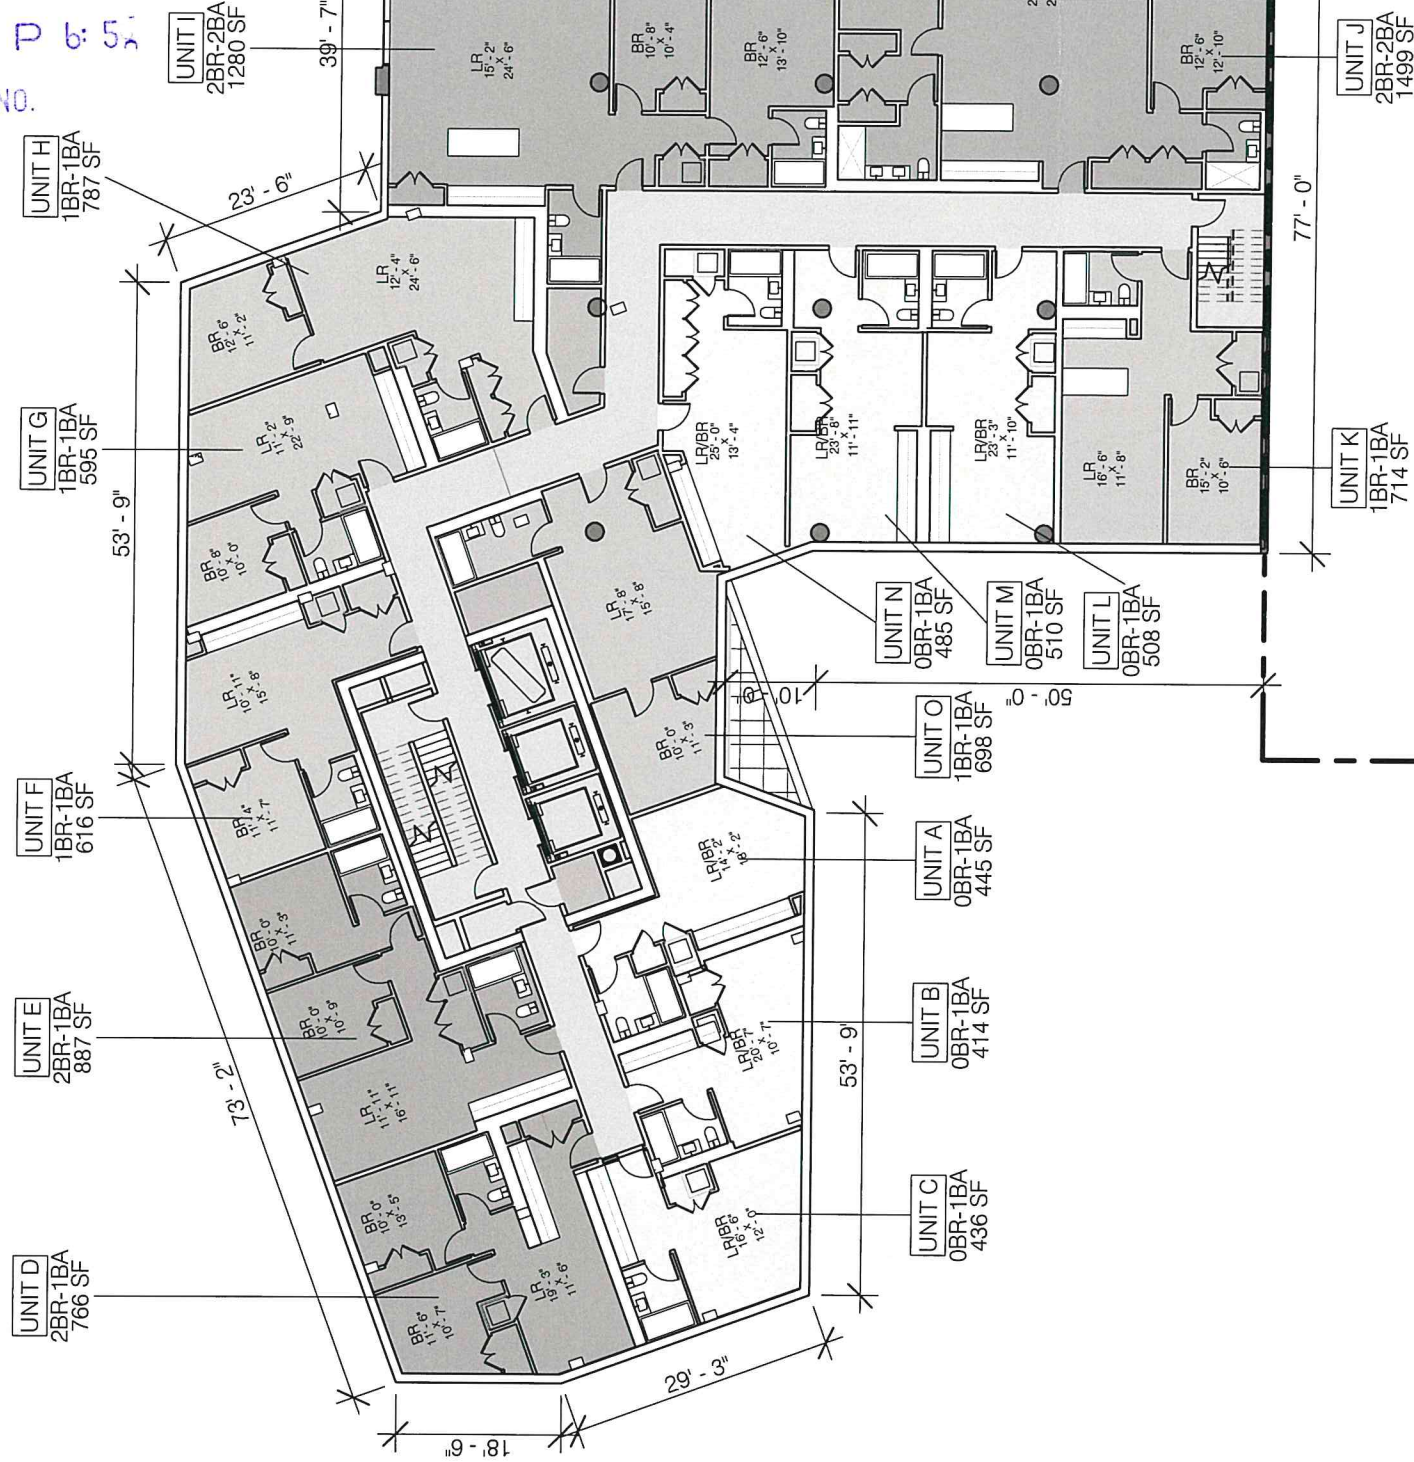 P 6: 5
NO.
UNIT I
2BR-2BA
1280 SF
39' - 7"
LR
15'-2"
X
24'-6"
BR
10'-8"
X
10'-4"
BR
12'-6"
X
13'-10"
BR
12'-6"
X
12'-10"
UNIT J
2BR-2BA
1499 SF
UNIT H
1BR-1BA
787 SF
23' - 6"
BR
12'-6"
X
11'-2"
LR
12'-4"
X
24'-6"
77' - 0"
UNIT G
1BR-1BA
595 SF
53' - 9"
LR
11'-2"
X
22'-9"
BR
10'-8"
X
10'-0"
LR/BR
25'-0"
X
13'-4"
LR/BR
23'-8"
X
11'-11"
LR/BR
23'-3"
X
11'-10"
LR
16'-6"
X
11'-8"
BR
15'-2"
X
10'-6"
UNIT K
1BR-1BA
714 SF
LR
10'-11"
X
15'-8"
LR
17'-8"
X
15'-8"
UNIT N
0BR-1BA
485 SF
UNIT M
0BR-1BA
510 SF
UNIT L
0BR-1BA
508 SF
10' - 0"
50' - 0"
UNIT F
1BR-1BA
616 SF
BR
11'-4"
X
11'-7"
BR
10'-0"
X
11'-3"
UNIT O
1BR-1BA
698 SF
BR
10'-0"
X
11'-3"
LR/BR
14'-2"
X
18'-2"
UNIT A
0BR-1BA
445 SF
UNIT E
2BR-1BA
887 SF
73' - 2"
BR
10'-0"
X
10'-9"
LR
11'-11"
X
16'-11"
LR/BR
20'-7"
X
10'-7"
UNIT B
0BR-1BA
414 SF
53' - 9"
UNIT D
2BR-1BA
766 SF
BR
10'-0"
X
13'-5"
BR
11'-6"
X
10'-7"
LR
19'-3"
X
11'-6"
LR/BR
16'-6"
X
12'-0"
UNIT C
0BR-1BA
436 SF
18' - 6"
29' - 3"